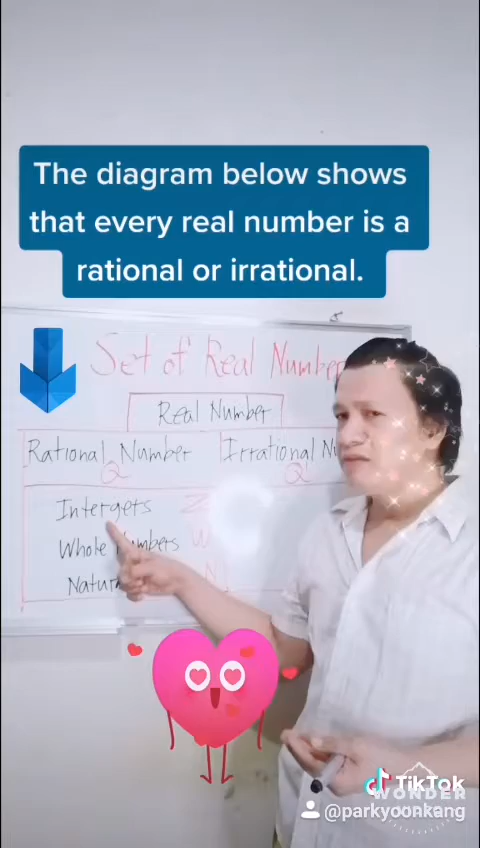 The diagram below shows
that every real number is a
rational or irrational.
Set of Real Number
Real Number
Rational Number
Irrational
Q
Q'
Intergets Z
Whole Numbers W
N
TikTok
WONDER
@parkyoonkang